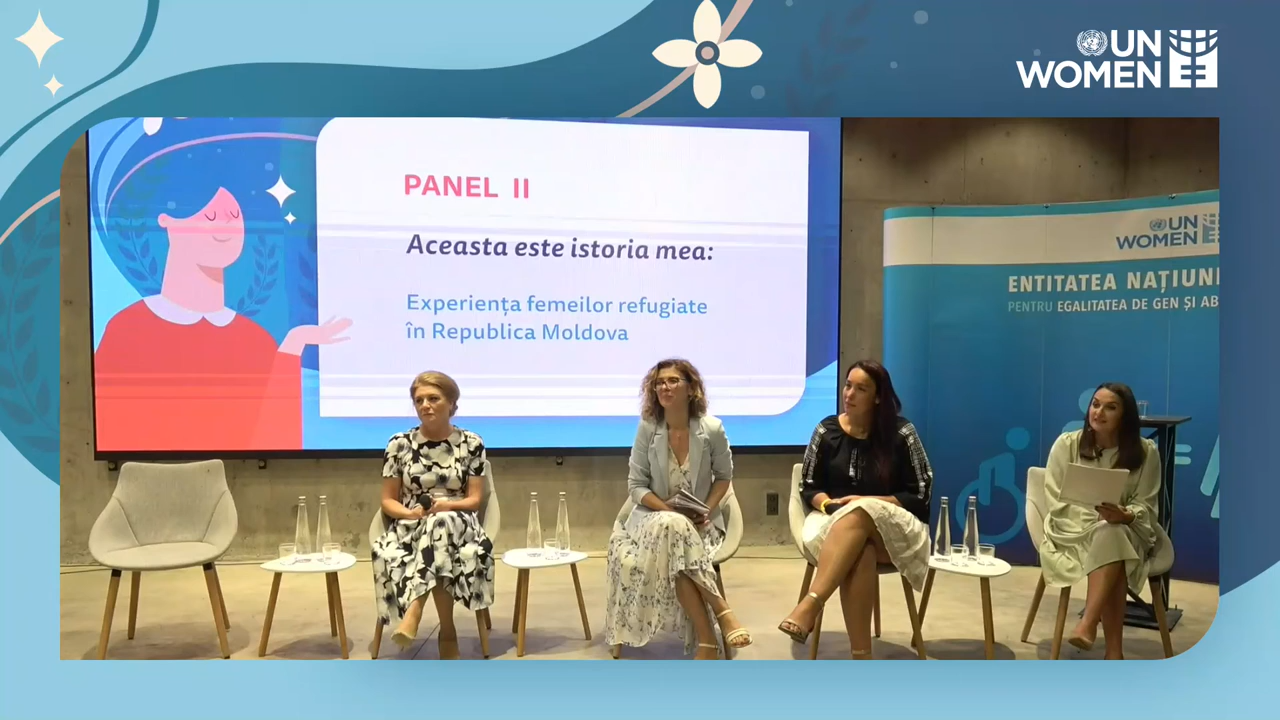 UN
WOMEN
PANEL II
Aceasta este istoria mea:
Experiența femeilor refugiate
în Republica Moldova
UN
WOMEN
ENTITATEA NAȚIUNI
PENTRU EGALITATEA DE GEN ȘI AB